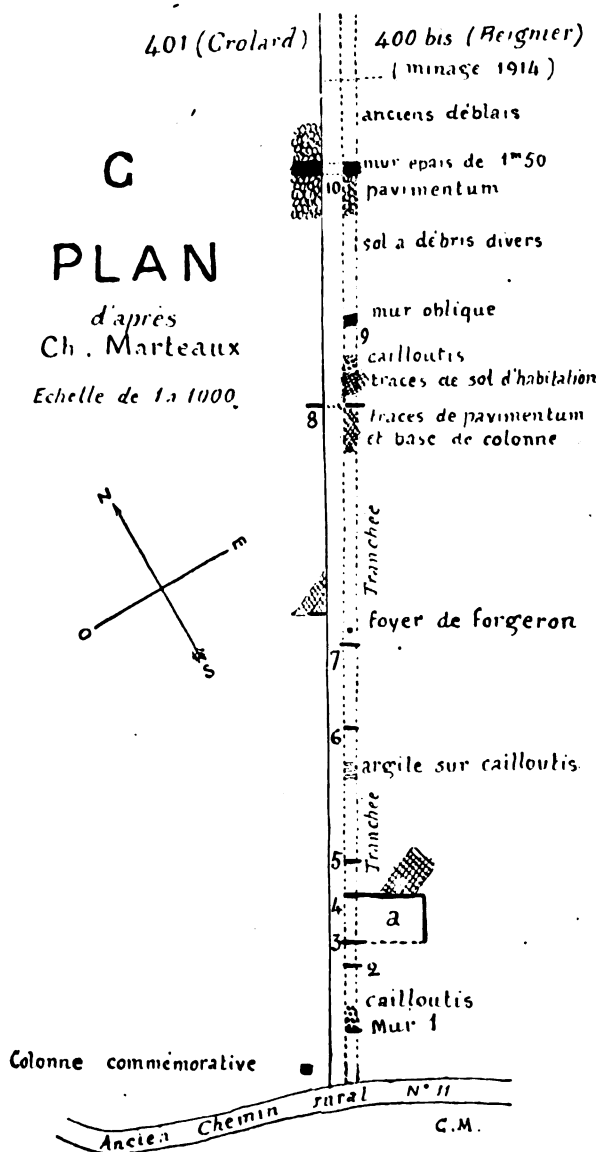 401 (Crolard)
400 bis (Reignier)
(minage 1914)
anciens déblais
C
mur epais de 1m50
10
pavimentum
PLAN
sol a débris divers
d'après
Ch. Marteaux
mur oblique
9
cailloutis
Echelle de 1 a 1000.
traces de sol d'habitation
8
traces de pavimentum
et base de colonne
N
E
O
S
Tranchée
foyer de forgeron
7
6
argile sur cailloutis
Tranchée
5
4
a
3
2
cailloutis
Mur 1
Colonne commémorative
Ancien Chemin rural N° 11
C.M.